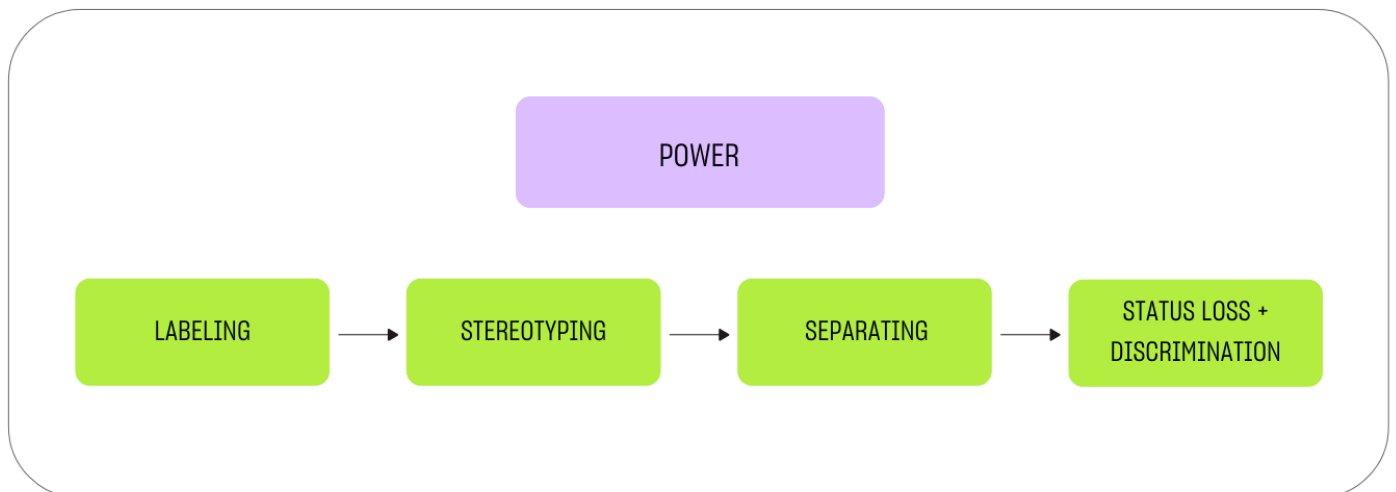 POWER
LABELING
STEREOTYPING
SEPARATING
STATUS LOSS +
DISCRIMINATION